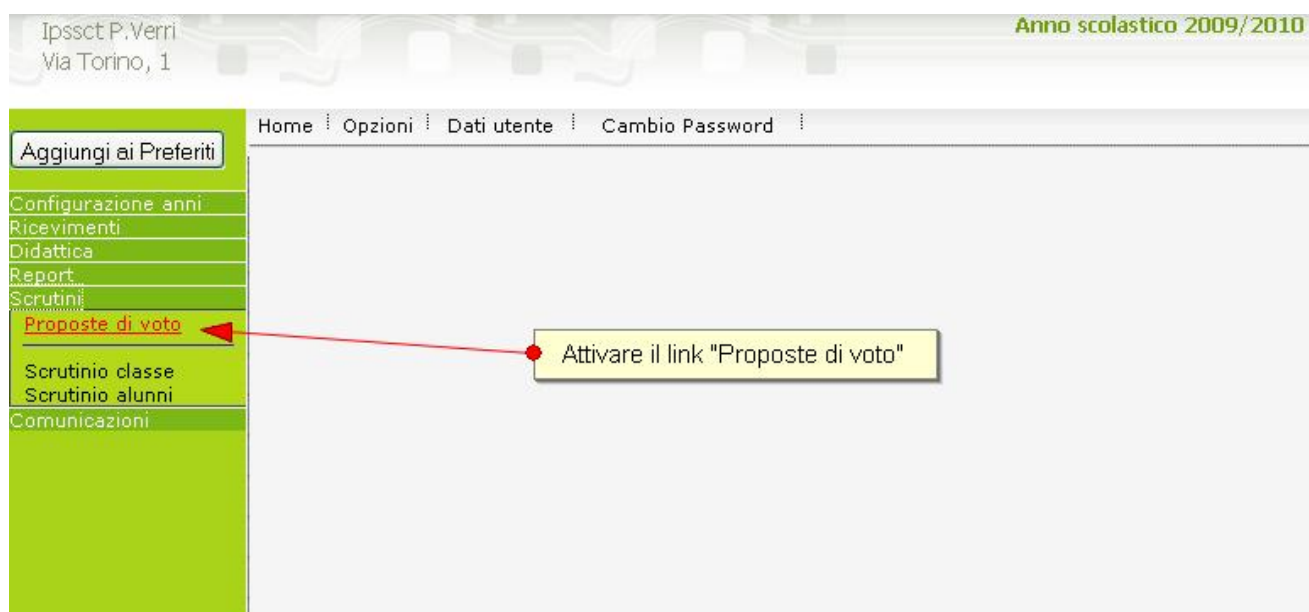 Ipssct P.Verri
Via Torino, 1
Anno scolastico 2009/2010
Home Opzioni Dati utente Cambio Password
Aggiungi ai Preferiti
Configurazione anni
Ricevimenti
Didattica
Report
Scrutini
Proposte di voto
Attivare il link "Proposte di voto"
Scrutinio classe
Scrutinio alunni
Comunicazioni